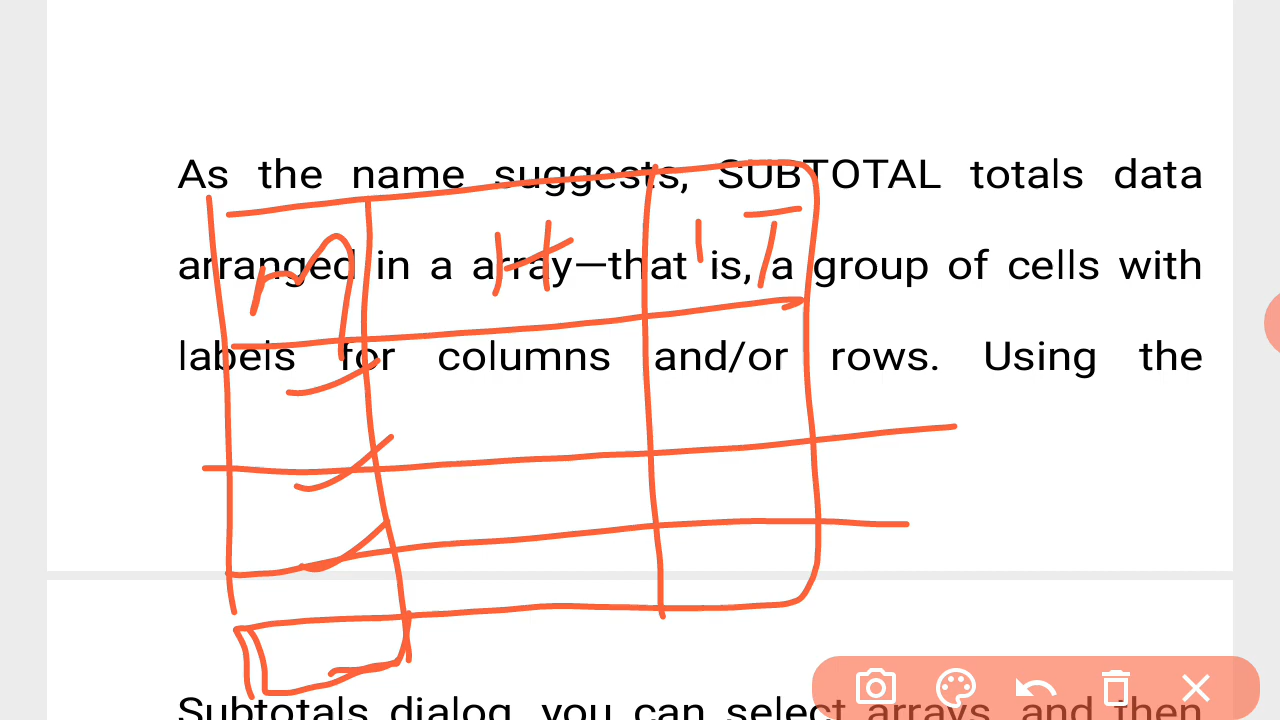 As the name suggests, SUBTOTAL totals data
arranged in a array—that is, a group of cells with
labels for columns and/or rows. Using the
Subtotals dialog, you can select arrays, and then